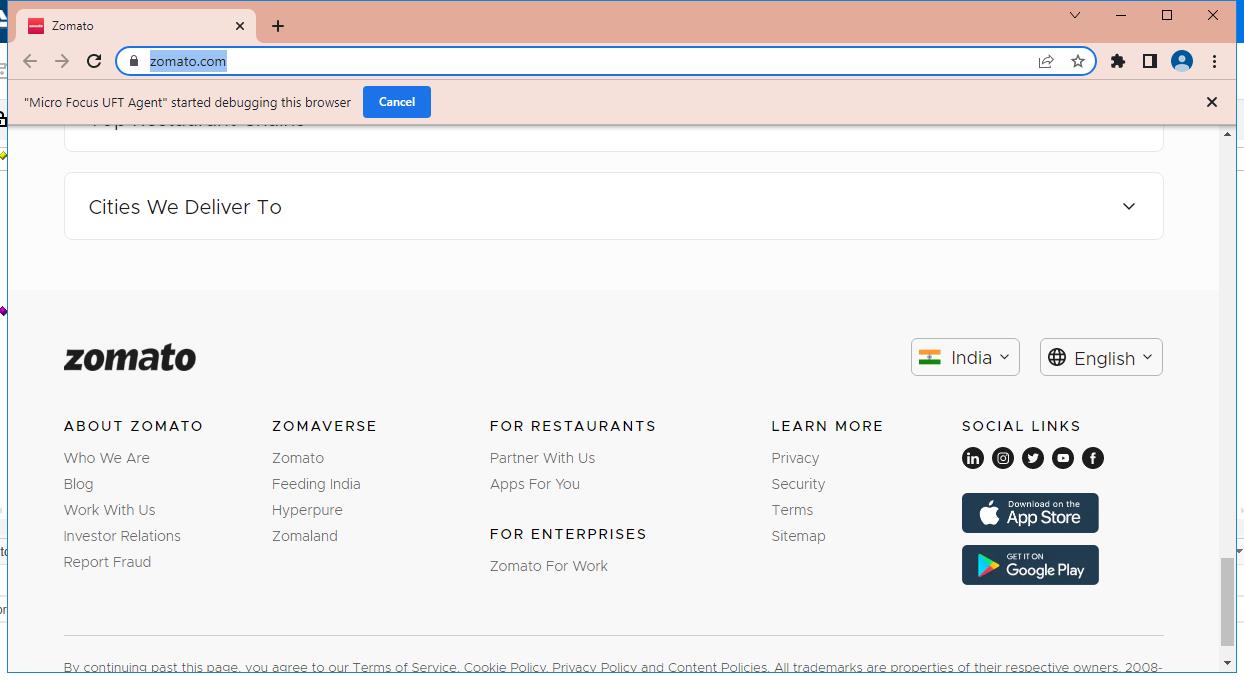 Zomato
zomato.com
"Micro Focus UFT Agent" started debugging this browser
Cancel
Top Restaurant Chains
Cities We Deliver To
zomato
India
English
ABOUT ZOMATO
Who We Are
Blog
Work With Us
Investor Relations
Report Fraud
ZOMAVERSE
Zomato
Feeding India
Hyperpure
Zomaland
FOR RESTAURANTS
Partner With Us
Apps For You
FOR ENTERPRISES
Zomato For Work
LEARN MORE
Privacy
Security
Terms
Sitemap
SOCIAL LINKS
Download on the
App Store
GET IT ON
Google Play
By continuing past this page, you agree to our Terms of Service, Cookie Policy, Privacy Policy and Content Policies. All trademarks are properties of their respective owners. 2008-